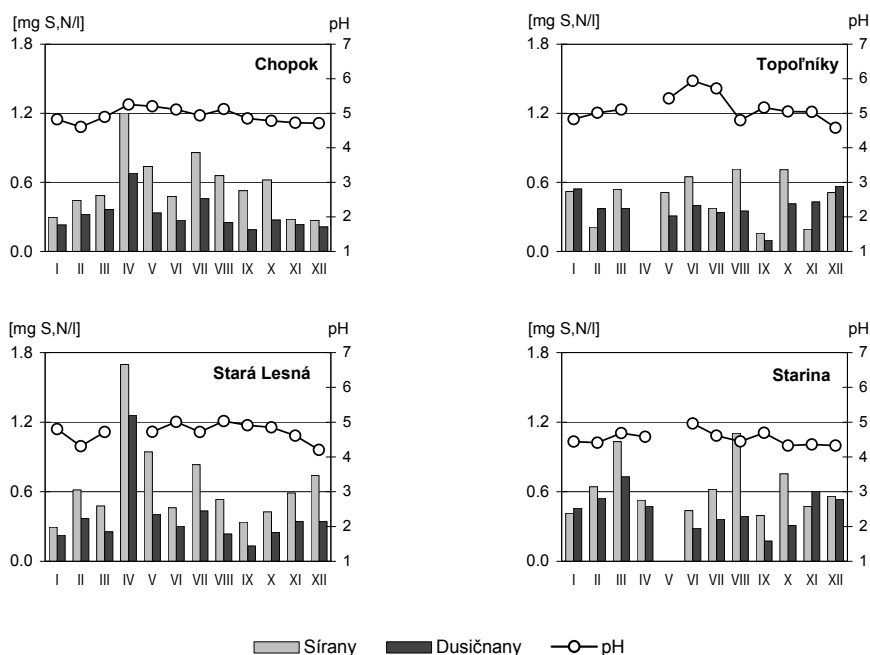 [mg S,N/l] pH
1.8 7
Chopok
6
1.2 5
4
0.6 3
2
0.0 1
I II III IV V VI VII VIII IX X XI XII
[mg S,N/l] pH
1.8 7
Topoľníky
6
1.2 5
4
0.6 3
2
0.0 1
I II III IV V VI VII VIII IX X XI XII
[mg S,N/l] pH
1.8 7
Stará Lesná
6
1.2 5
4
0.6 3
2
0.0 1
I II III IV V VI VII VIII IX X XI XII
[mg S,N/l] pH
1.8 7
Starina
6
1.2 5
4
0.6 3
2
0.0 1
I II III IV V VI VII VIII IX X XI XII
Sírany Dusičnany pH